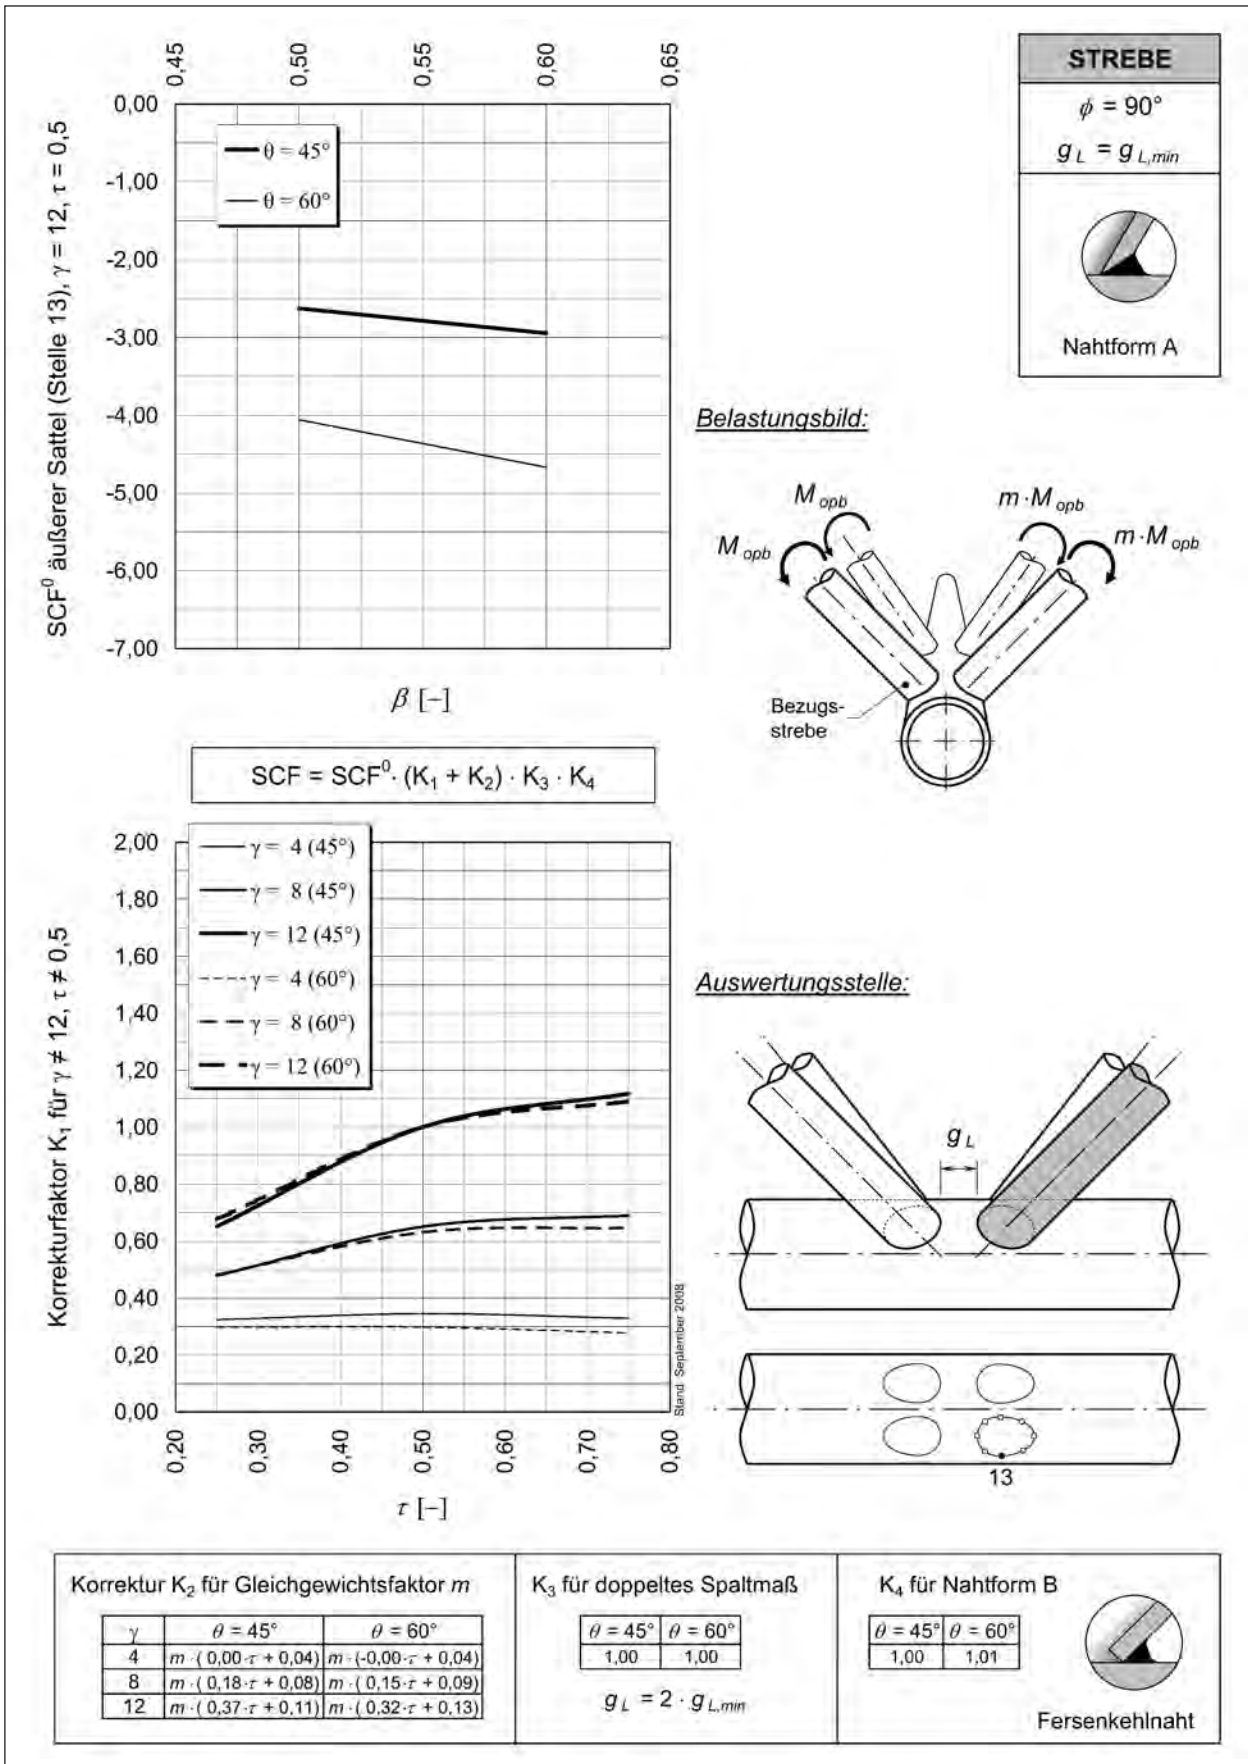 0,45
0,50
0,55
0,60
0,65
0,00
-1,00
-2,00
-3,00
-4,00
-5,00
-6,00
-7,00
SCF⁰ äußerer Sattel (Stelle 13), γ = 12, τ = 0,5
θ = 45°
θ = 60°
β [−]
STREBE
ϕ = 90°
g L = g L,min
Nahtform A
Belastungsbild:
M opb
m · M opb
M opb
m · M opb
Bezugs-
strebe
SCF = SCF⁰ · (K₁ + K₂) · K₃ · K₄
2,00
1,80
1,60
1,40
1,20
1,00
0,80
0,60
0,40
0,20
0,00
Korrekturfaktor K₁ für γ ≠ 12, τ ≠ 0,5
γ = 4 (45°)
γ = 8 (45°)
γ = 12 (45°)
γ = 4 (60°)
γ = 8 (60°)
γ = 12 (60°)
0,20
0,30
0,40
0,50
0,60
0,70
0,80
τ [−]
Stand September 2008
Auswertungsstelle:
g L
13
Korrektur K₂ für Gleichgewichtsfaktor m
γ θ = 45° θ = 60°
4 m · ( 0,00·τ + 0,04) m · (-0,00·τ + 0,04)
8 m · ( 0,18·τ + 0,08) m · ( 0,15·τ + 0,09)
12 m · ( 0,37·τ + 0,11) m · ( 0,32·τ + 0,13)
K₃ für doppeltes Spaltmaß
θ = 45° θ = 60°
1,00 1,00
g L = 2 · g L,min
K₄ für Nahtform B
θ = 45° θ = 60°
1,00 1,01
Fersenkehlnaht